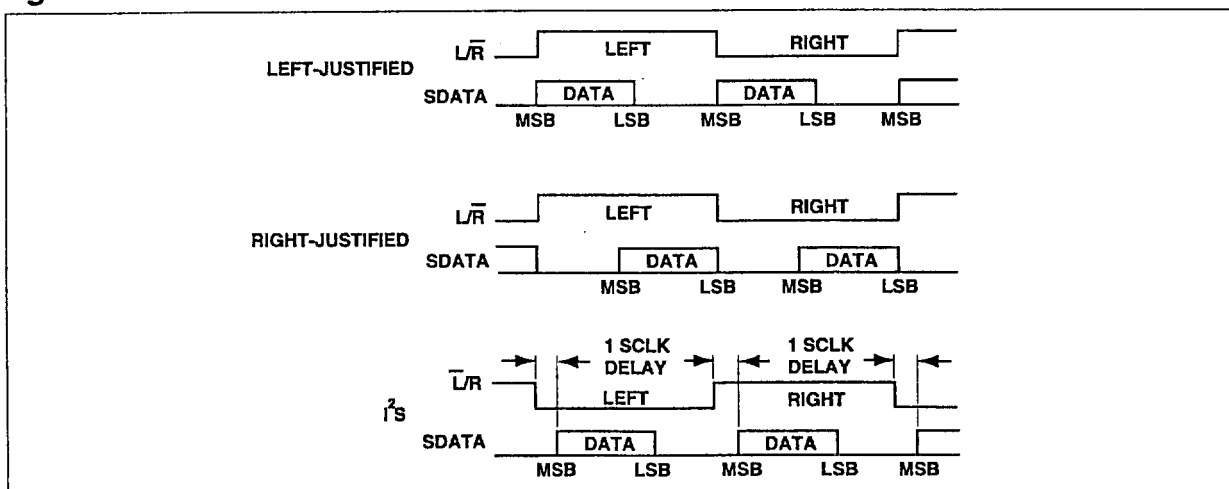 L/R̅ LEFT RIGHT
LEFT-JUSTIFIED
SDATA DATA DATA
MSB LSB MSB LSB MSB
L/R̅ LEFT RIGHT
RIGHT-JUSTIFIED
SDATA DATA DATA
MSB LSB MSB LSB
1 SCLK DELAY 1 SCLK DELAY
L̅/R LEFT RIGHT
I²S
SDATA DATA DATA
MSB LSB MSB LSB MSB